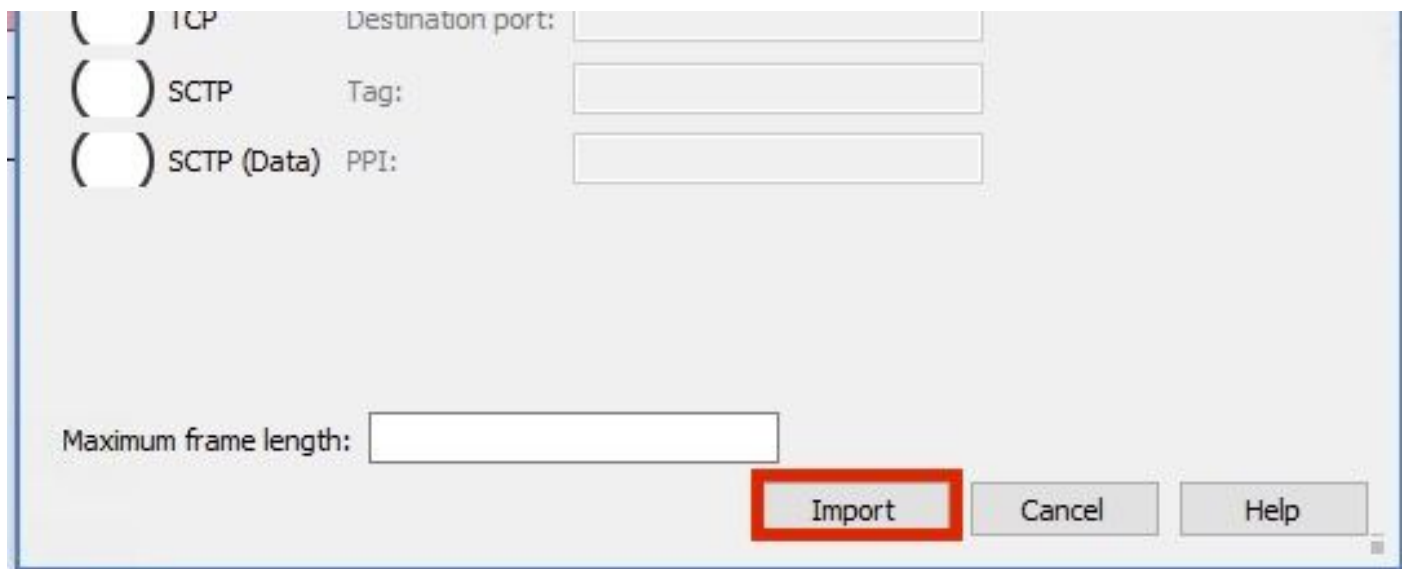 TCP Destination port:
SCTP Tag:
SCTP (Data) PPI:
Maximum frame length:
Import Cancel Help